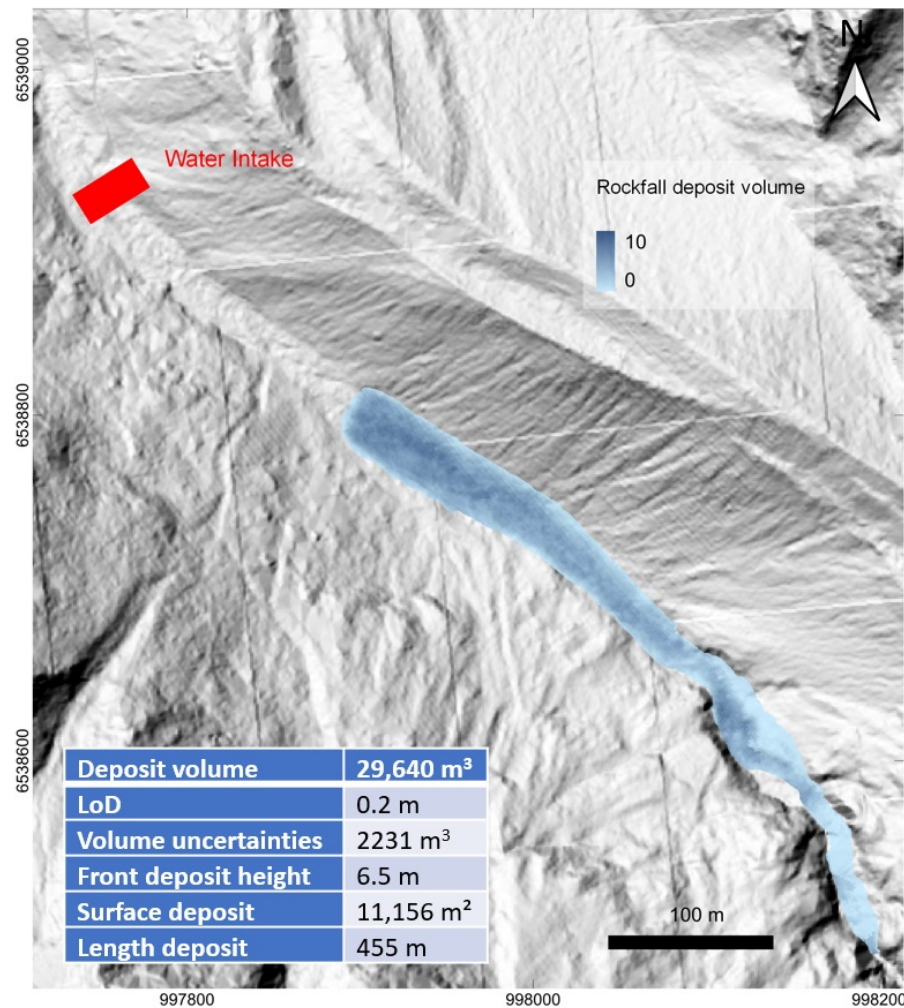 N
6539000
Water Intake
Rockfall deposit volume
10
0
6538800
6538600
Deposit volume 29,640 m³
LoD 0.2 m
Volume uncertainties 2231 m³
Front deposit height 6.5 m
Surface deposit 11,156 m²
Length deposit 455 m
100 m
997800 998000 998200